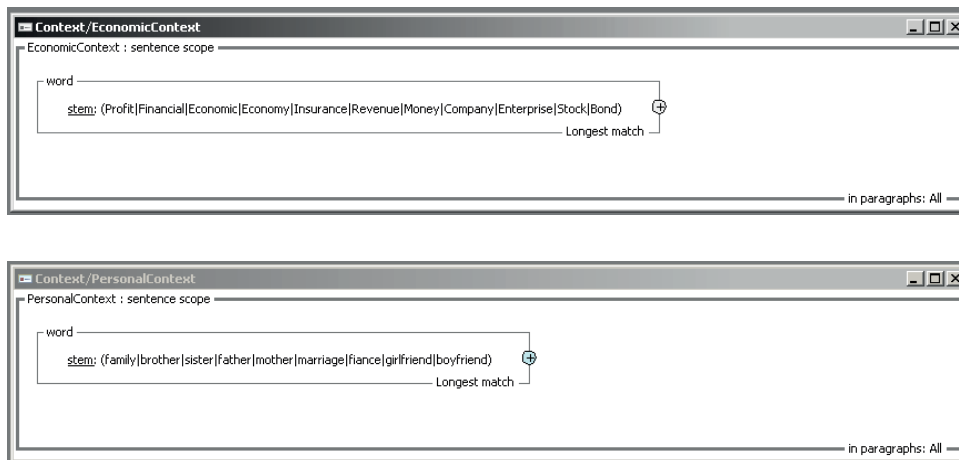 Context/EconomicContext
EconomicContext : sentence scope
word
stem: (Profit|Financial|Economic|Economy|Insurance|Revenue|Money|Company|Enterprise|Stock|Bond)
Longest match
in paragraphs: All
Context/PersonalContext
PersonalContext : sentence scope
word
stem: (family|brother|sister|father|mother|marriage|fiance|girlfriend|boyfriend)
Longest match
in paragraphs: All